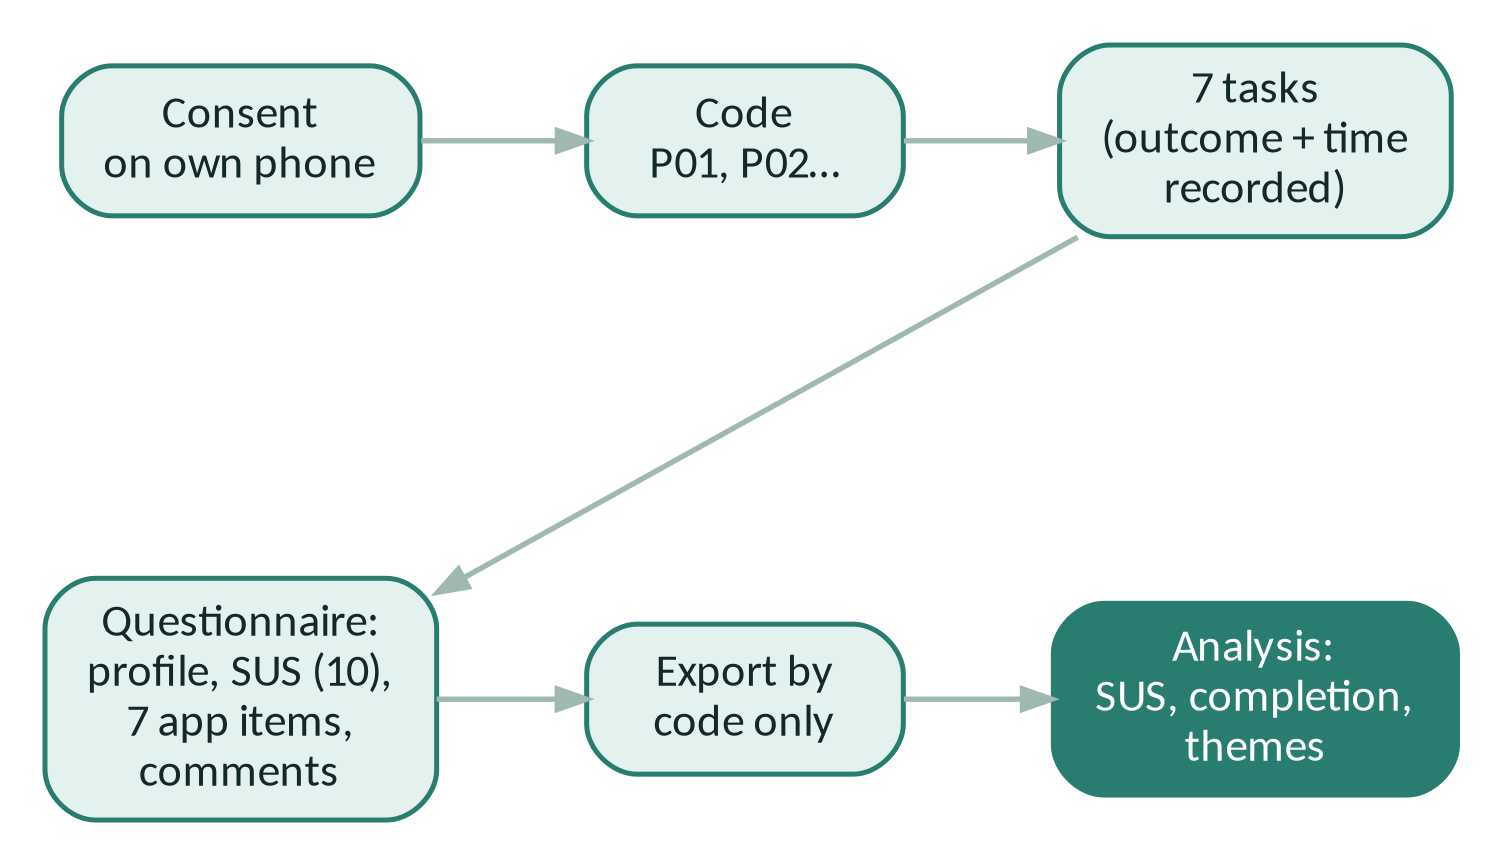 Consent
on own phone
Code
P01, P02...
7 tasks
(outcome + time
recorded)
Questionnaire:
profile, SUS (10),
7 app items,
comments
Export by
code only
Analysis:
SUS, completion,
themes